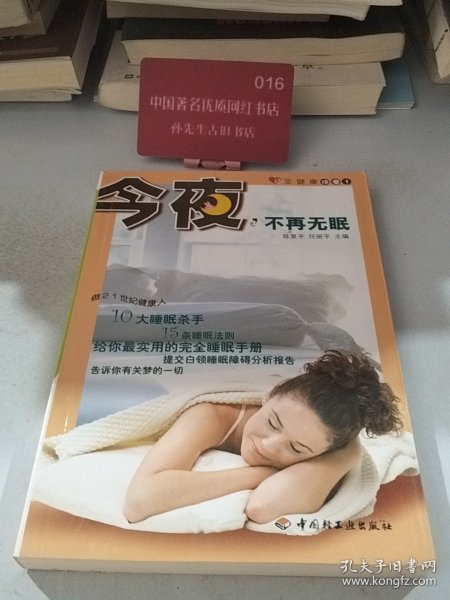 016
中国著名优质网红书店
孙先生古旧书店
亚健康
1
今夜,不再无眠
陈复平 任丽平 主编
做21世纪健康人
10大睡眠杀手
15条睡眠法则
给你最实用的完全睡眠手册
提交白领睡眠障碍分析报告
告诉你有关梦的一切
中国轻工业出版社
孔夫子旧书网
www.kongfz.com